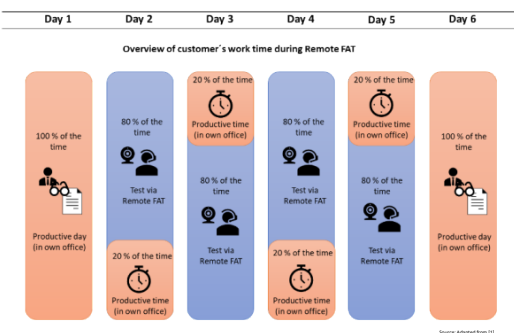 Day 1 Day 2 Day 3 Day 4 Day 5 Day 6
Overview of customer´s work time during Remote FAT
100 % of the
time
Productive day
(in own office)
80 % of the
time
Test via
Remote FAT
20 % of the time
Productive time
(in own office)
20 % of the time
Productive time
(in own office)
80 % of the
time
Test via
Remote FAT
80 % of the
time
Test via
Remote FAT
20 % of the time
Productive time
(in own office)
20 % of the time
Productive time
(in own office)
80 % of the
time
Test via
Remote FAT
100 % of the
time
Productive day
(in own office)
Source: Adapted from [1]